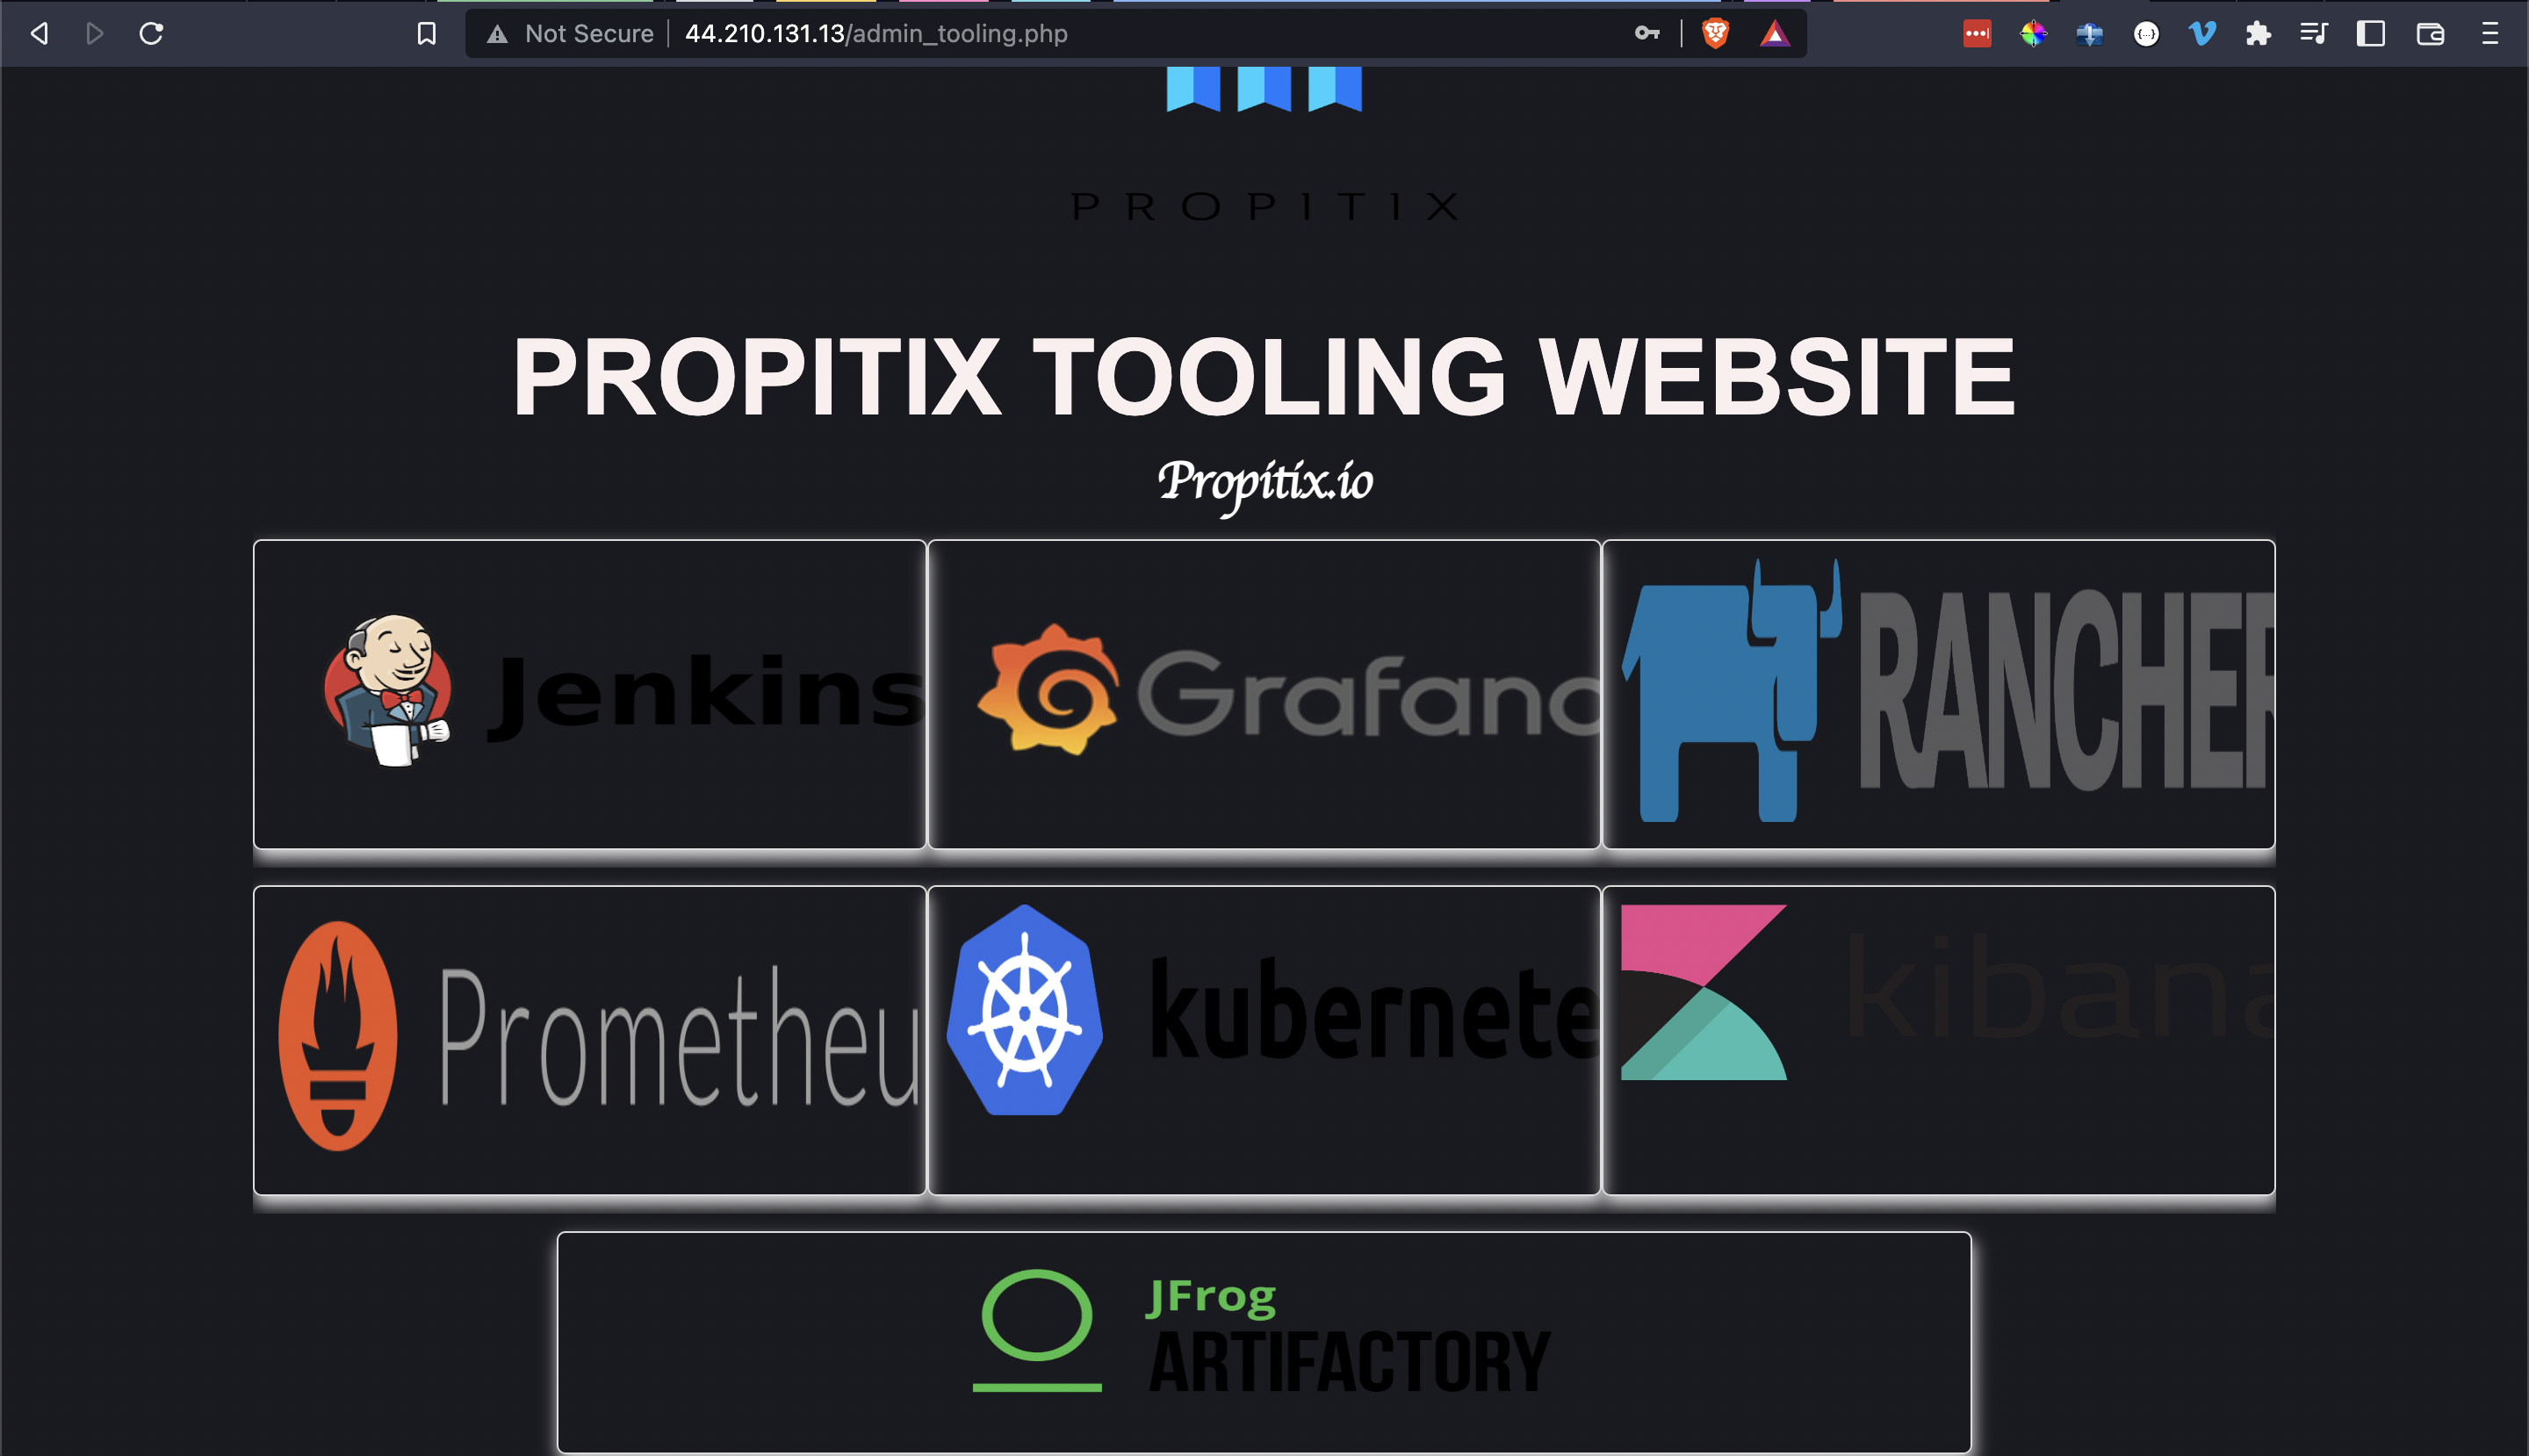 Not Secure 44.210.131.13/admin_tooling.php
PROPITIX
PROPITIX TOOLING WEBSITE
Propitix.io
Jenkins Grafana RANCHER
Prometheu kubernete kibana
JFrog
ARTIFACTORY